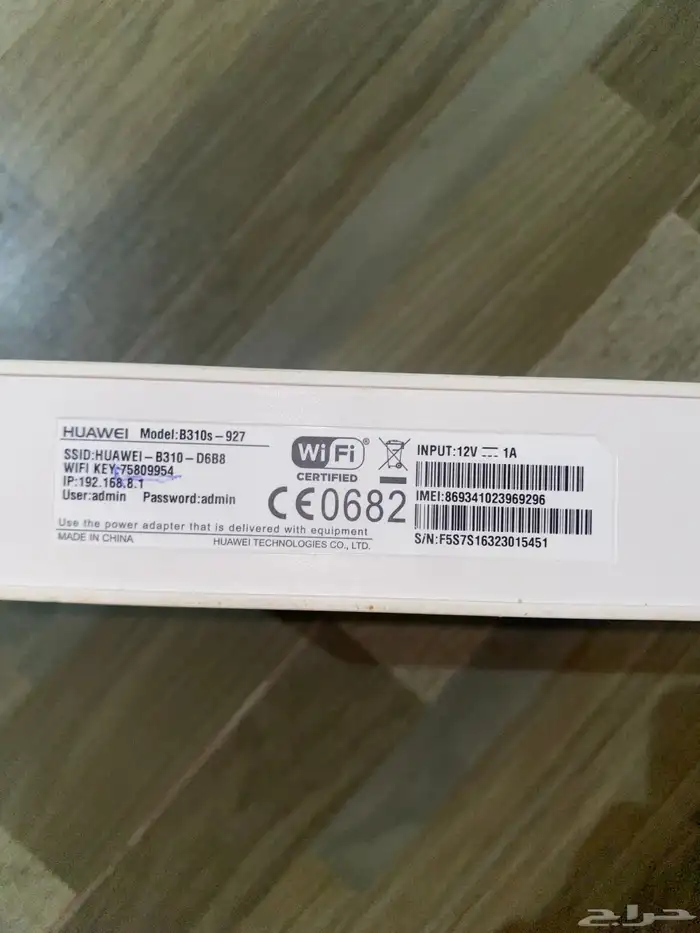 HUAWEI Model:B310s-927
SSID:HUAWEI-B310-D6B8
WIFI KEY:75809954
IP:192.168.8.1
User:admin Password:admin
Use the power adapter that is delivered with equipment
MADE IN CHINA HUAWEI TECHNOLOGIES CO., LTD.
Wi Fi ®
CERTIFIED
CE0682
INPUT:12V ⎓ 1A
IMEI:869341023969296
S/N:F5S7S16323015451
حراج